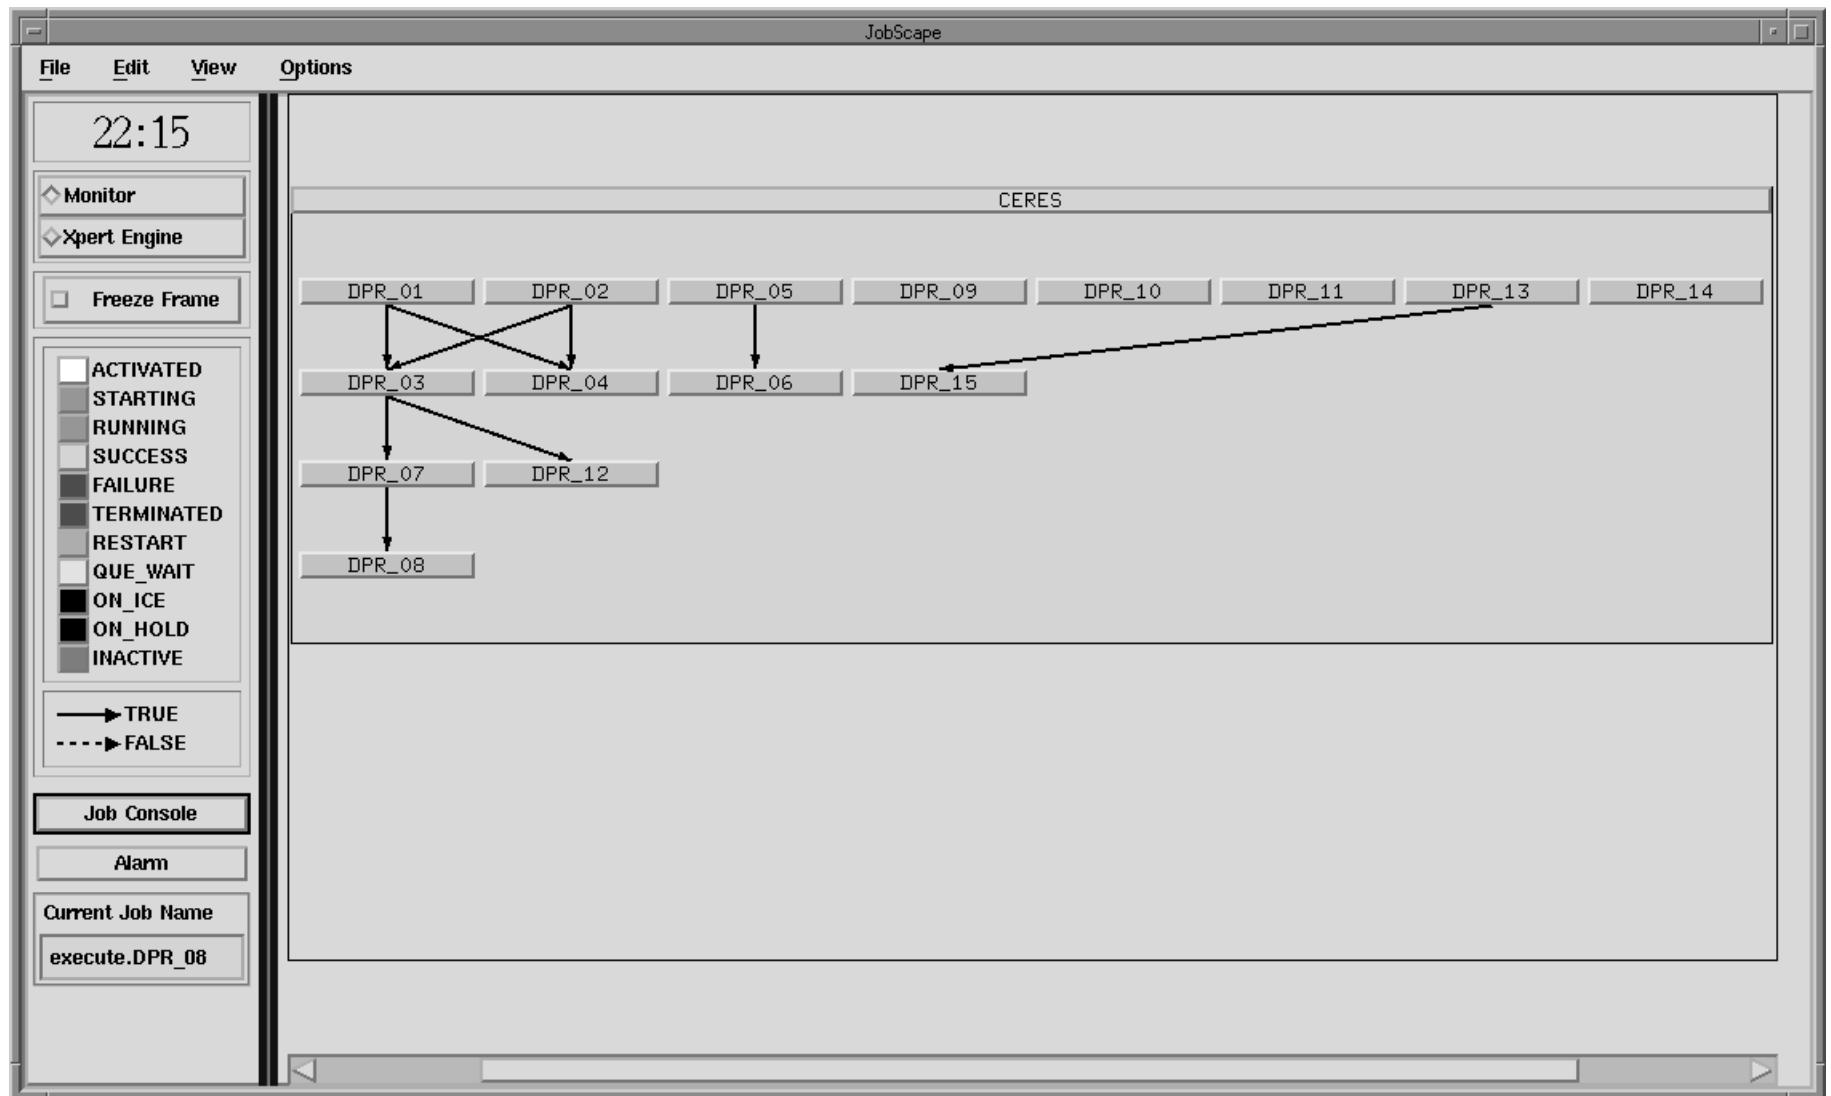 JobScape
File Edit View Options
22:15
Monitor
Xpert Engine
Freeze Frame
ACTIVATED
STARTING
RUNNING
SUCCESS
FAILURE
TERMINATED
RESTART
QUE_WAIT
ON_ICE
ON_HOLD
INACTIVE
TRUE
FALSE
Job Console
Alarm
Current Job Name
execute.DPR_08
CERES
DPR_01 DPR_02 DPR_05 DPR_09 DPR_10 DPR_11 DPR_13 DPR_14
DPR_03 DPR_04 DPR_06 DPR_15
DPR_07 DPR_12
DPR_08